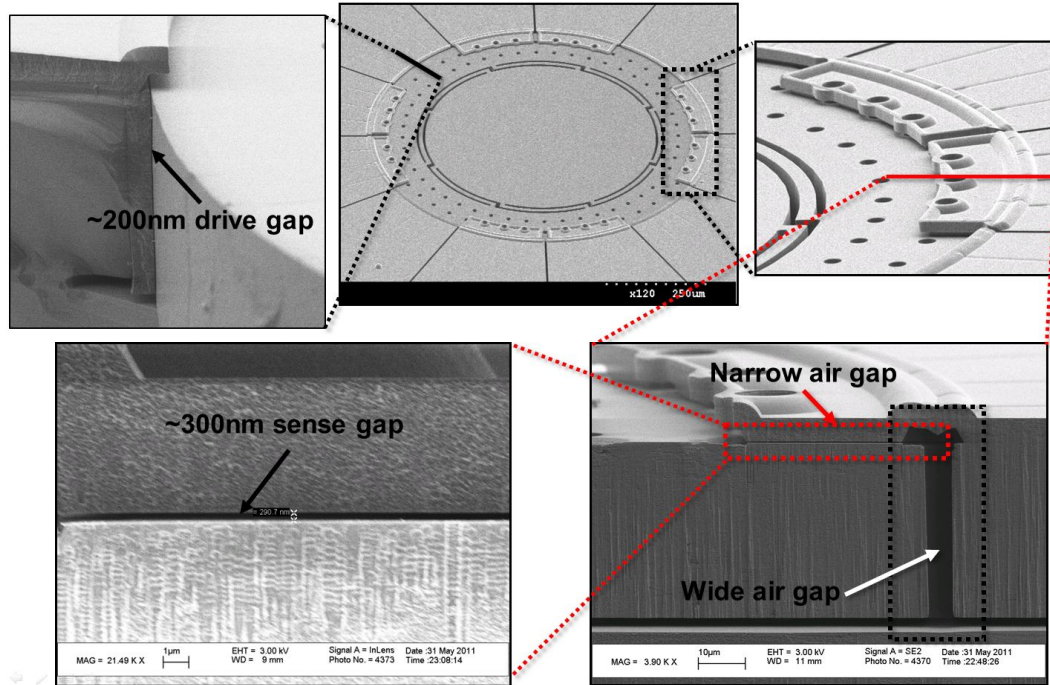 ~200nm drive gap
x120 250um
~300nm sense gap
= 290.7 nm
MAG = 21.49 K X
1µm
EHT = 3.00 kV
WD = 9 mm
Signal A = InLens
Photo No. = 4373
Date :31 May 2011
Time :23:08:14
Narrow air gap
Wide air gap
MAG = 3.90 K X
10µm
EHT = 3.00 kV
WD = 11 mm
Signal A = SE2
Photo No. = 4370
Date :31 May 2011
Time :22:48:26